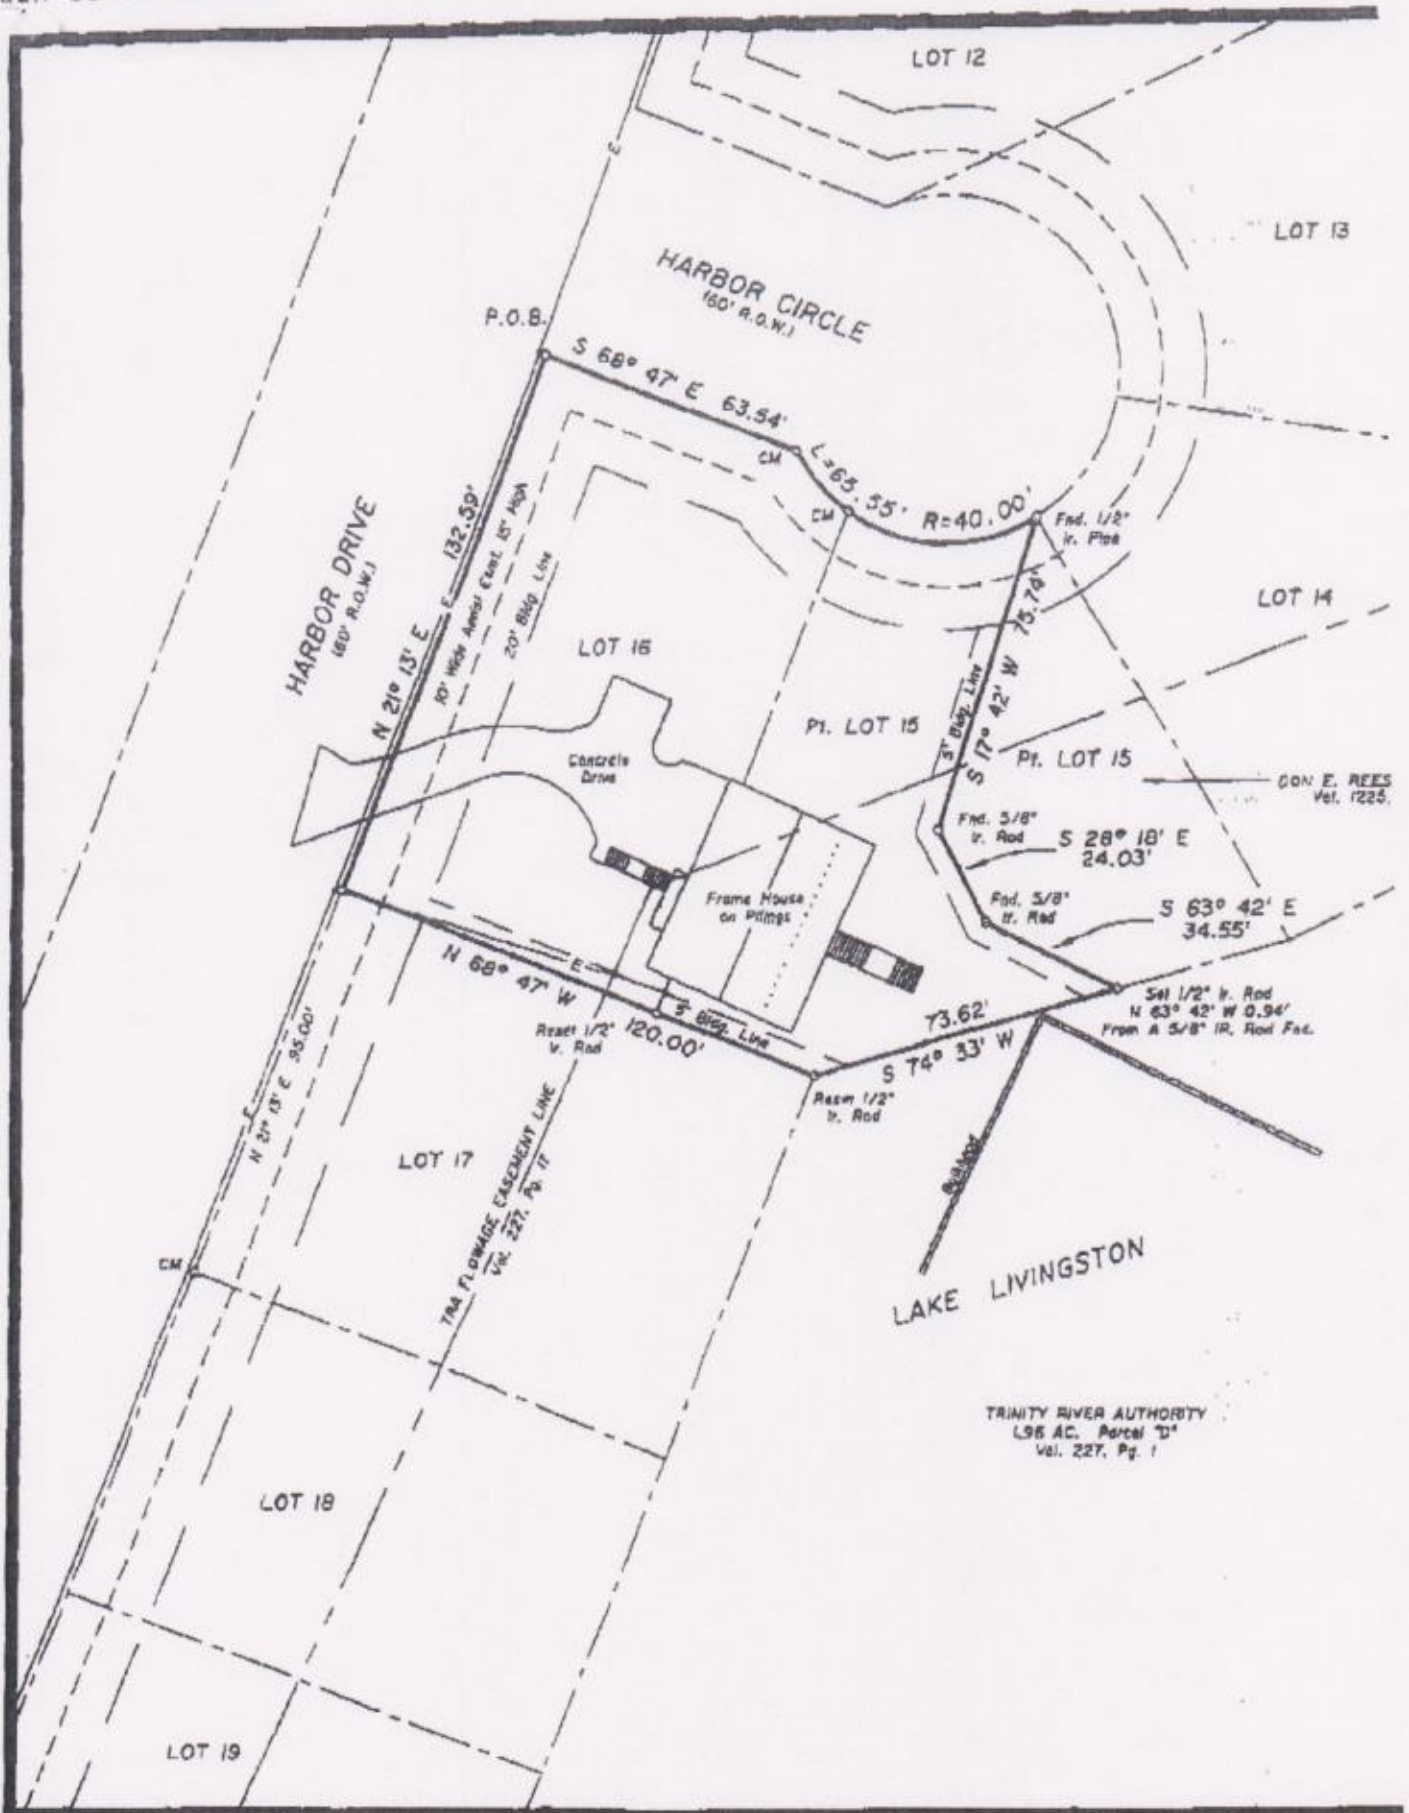 LOT 12
LOT 13
HARBOR CIRCLE
(60' R.O.W.)
P.O.B.
S 68° 47' E 63.54'
CM
L=65.55' R=40.00'
CM
Fnd. 1/2"
Ir. Pipe
HARBOR DRIVE
(60' R.O.W.)
N 21° 13' E 132.59'
E
10' Wide Aerial Esmt. 15' High
20' Bldg Line
LOT 16
LOT 14
S 17° 42' W 75.74'
5' Bldg. Line
Pt. LOT 15
Pt. LOT 15
DON E. REES
Vol. 1225,
Concrete
Drive
Fnd. 5/8"
Ir. Rod
S 28° 18' E
24.03'
Frame House
on Pilings
Fnd. 5/8"
Ir. Rod
S 63° 42' E
34.55'
N 68° 47' W 120.00'
E
5' Bldg. Line
Reset 1/2"
Ir. Rod
73.62'
S 74° 33' W
Set 1/2" Ir. Rod
N 63° 42' W 0.94'
From A 5/8" IR. Rod Fnd.
Reset 1/2"
Ir. Rod
N 21° 13' E 95.00'
E
E
LOT 17
TRA FLOWAGE EASEMENT LINE
Vol. 227, Pg. 17
Bulkhead
CM
LAKE LIVINGSTON
TRINITY RIVER AUTHORITY
1.96 AC. Parcel "D"
Vol. 227, Pg. 1
LOT 18
LOT 19